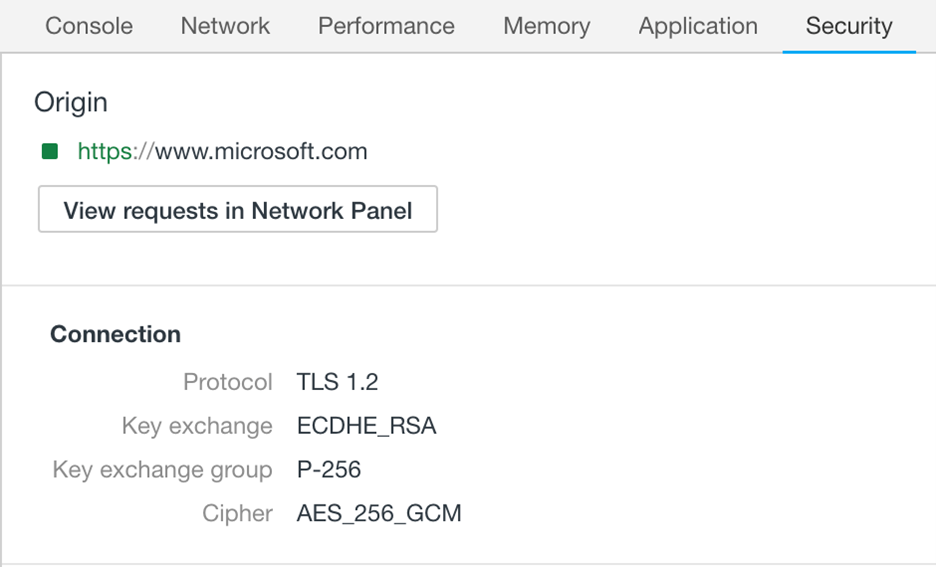 Console Network Performance Memory Application Security
Origin
https://www.microsoft.com
View requests in Network Panel
Connection
Protocol TLS 1.2
Key exchange ECDHE_RSA
Key exchange group P-256
Cipher AES_256_GCM